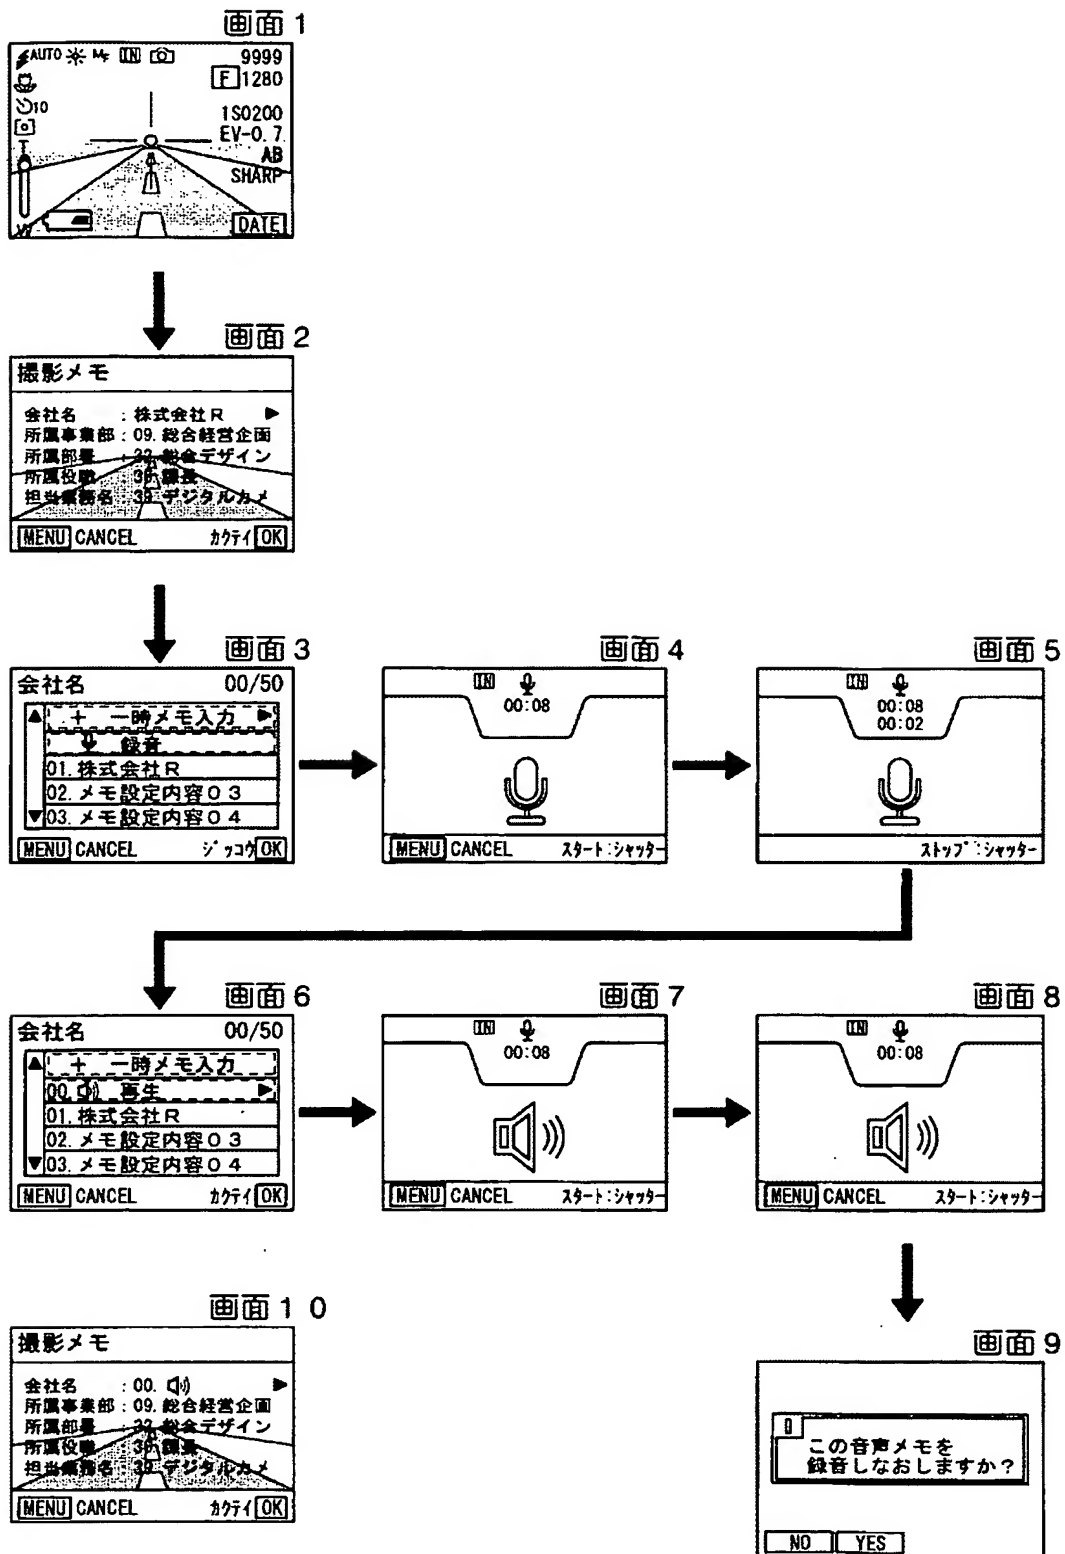 画面 1
AUTO MF IN 9999
F 1280
10
ISO200
EV-0.7
AB
T
SHARP
W
DATE
画面 2
撮影メモ
会社名 : 株式会社R ▶
所属事業部 : 09. 総合経営企画
所属部署 : 32. 総合デザイン
所属役職 : 36. 課長
担当業務名 : 39. デジタルカメ
MENU CANCEL カクテイ OK
画面 3
会社名 00/50
▲ + 一時メモ入力 ▶
録音
01. 株式会社R
02. メモ設定内容03
▼ 03. メモ設定内容04
MENU CANCEL ジッコウ OK
画面 4
IN
00:08
MENU CANCEL スタート:シャッター
画面 5
IN
00:08
00:02
ストップ:シャッター
画面 6
会社名 00/50
▲ + 一時メモ入力
00. 再生 ▶
01. 株式会社R
02. メモ設定内容03
▼ 03. メモ設定内容04
MENU CANCEL カクテイ OK
画面 7
IN
00:08
MENU CANCEL スタート:シャッター
画面 8
IN
00:08
MENU CANCEL スタート:シャッター
画面 10
撮影メモ
会社名 : 00. ▶
所属事業部 : 09. 総合経営企画
所属部署 : 32. 総合デザイン
所属役職 : 36. 課長
担当業務名 : 39. デジタルカメ
MENU CANCEL カクテイ OK
画面 9
この音声メモを
録音しなおしますか?
NO YES